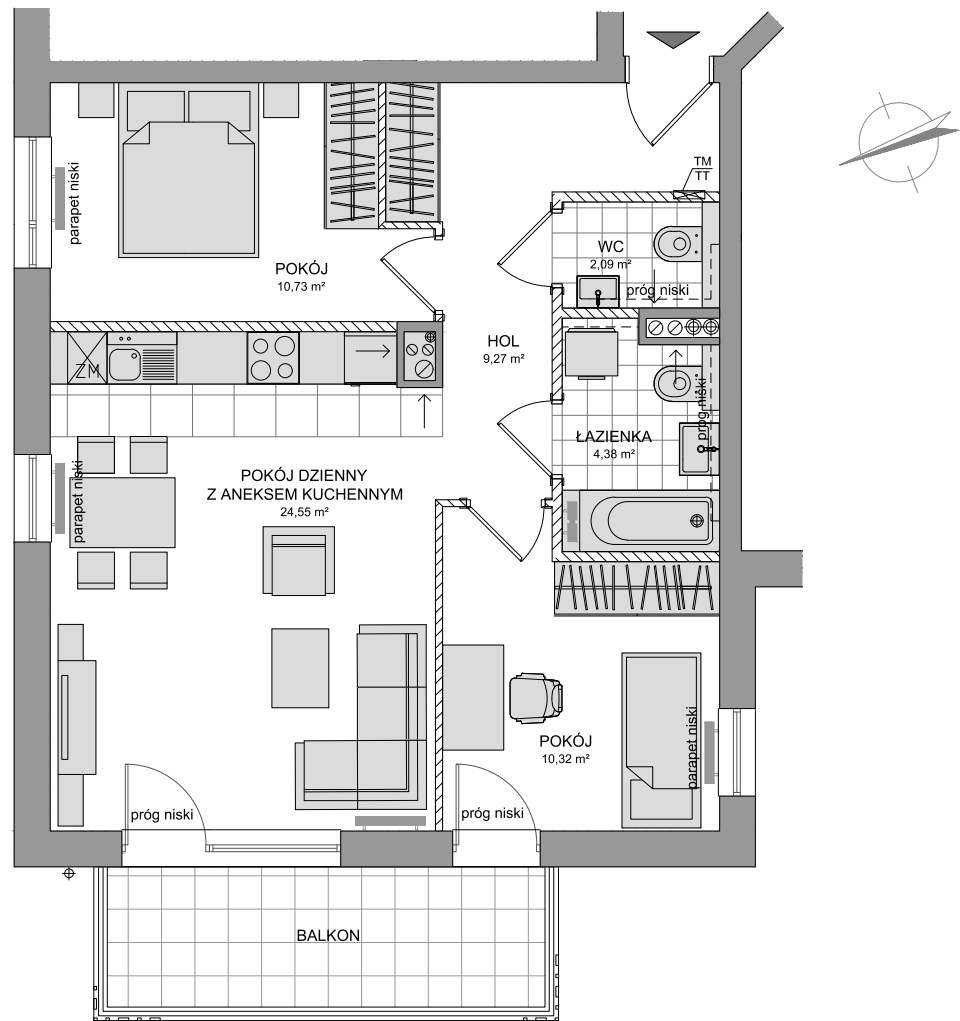 TM
TT
parapet niski
WC
2,09 m²
POKÓJ
10,73 m²
próg niski
HOL
9,27 m²
ZM
próg niski
ŁAZIENKA
4,38 m²
parapet niski
POKÓJ DZIENNY
Z ANEKSEM KUCHENNYM
24,55 m²
POKÓJ
10,32 m²
parapet niski
próg niski
próg niski
BALKON